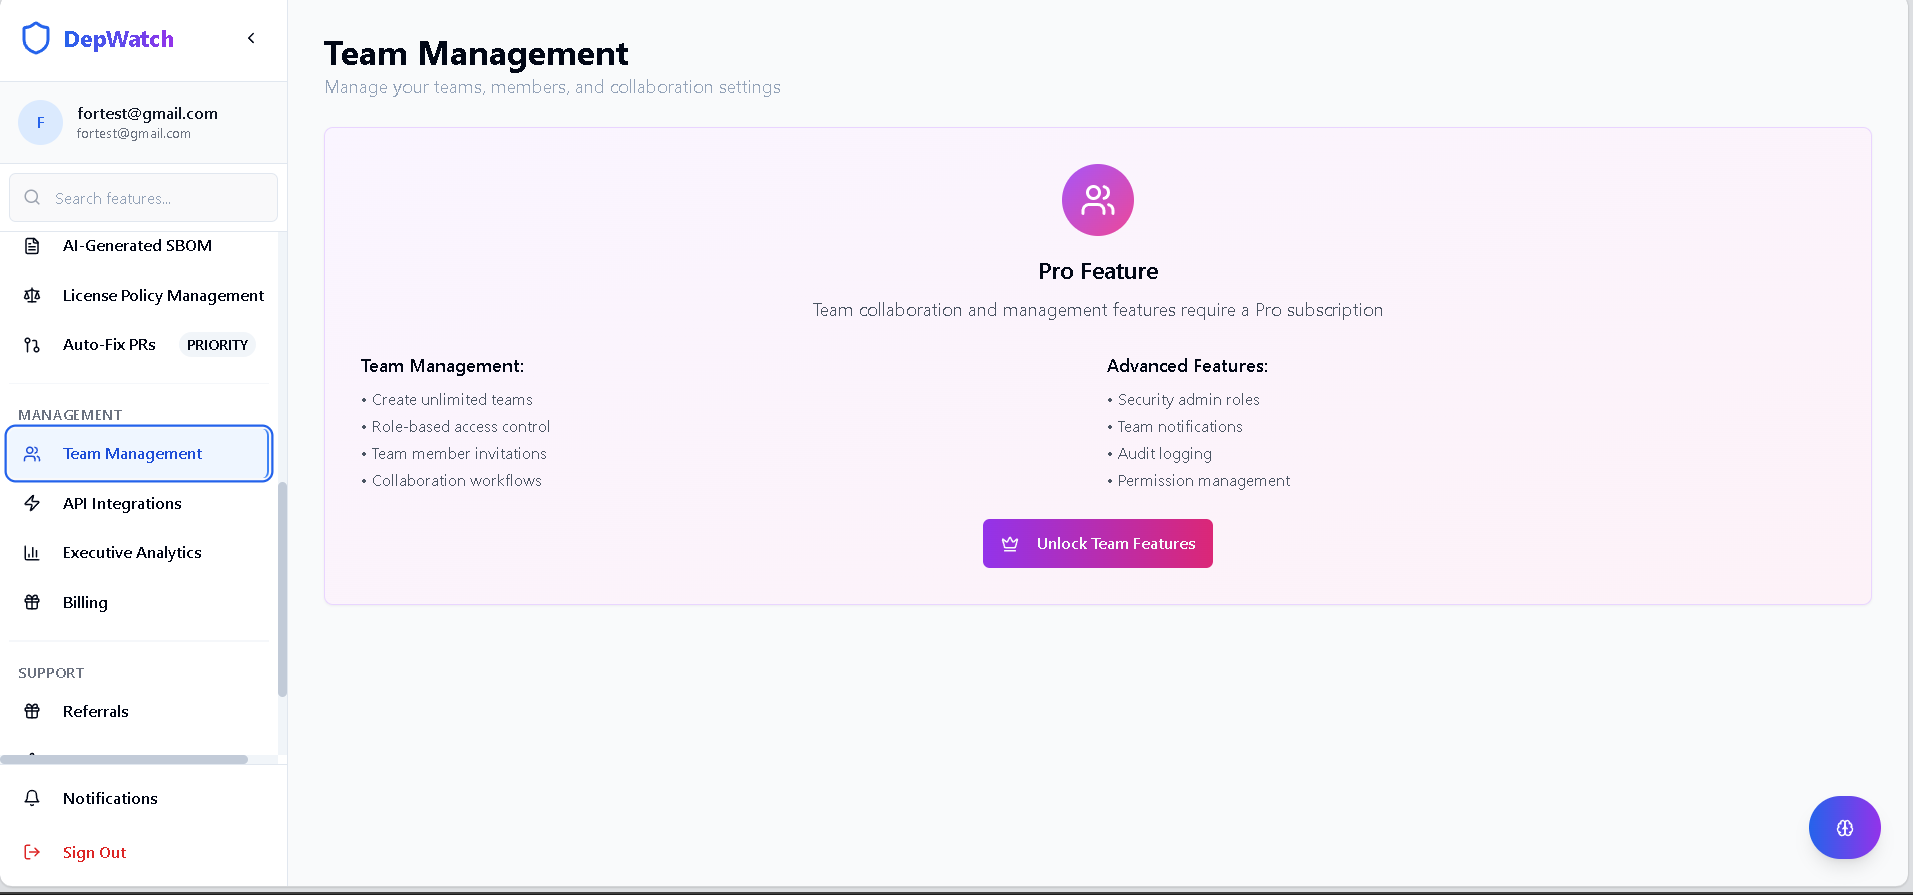 DepWatch
F
fortest@gmail.com
fortest@gmail.com
Search features...
AI-Generated SBOM
License Policy Management
Auto-Fix PRs PRIORITY
MANAGEMENT
Team Management
API Integrations
Executive Analytics
Billing
SUPPORT
Referrals
Notifications
Sign Out
Team Management
Manage your teams, members, and collaboration settings
Pro Feature
Team collaboration and management features require a Pro subscription
Team Management:
• Create unlimited teams
• Role-based access control
• Team member invitations
• Collaboration workflows
Advanced Features:
• Security admin roles
• Team notifications
• Audit logging
• Permission management
Unlock Team Features